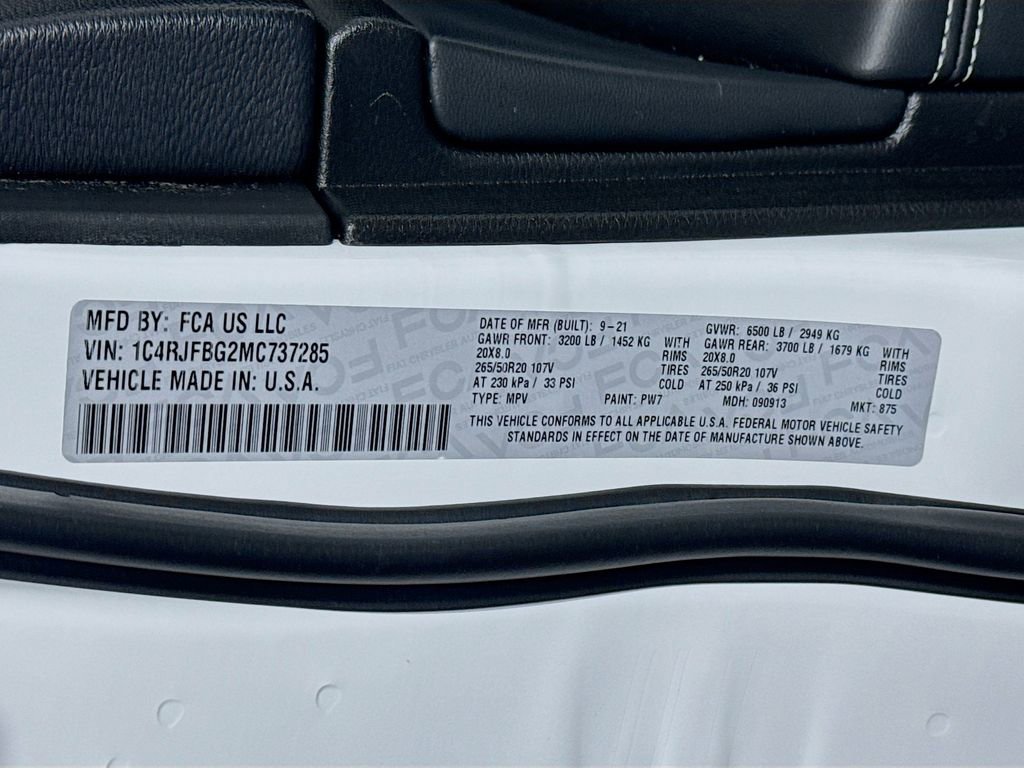 MFD BY: FCA US LLC
VIN: 1C4RJFBG2MC737285
VEHICLE MADE IN: U.S.A.
DATE OF MFR (BUILT): 9-21
GAWR FRONT: 3200 LB / 1452 KG WITH
20X8.0 RIMS
265/50R20 107V TIRES
AT 230 kPa / 33 PSI COLD
TYPE: MPV PAINT: PW7
GVWR: 6500 LB / 2949 KG
GAWR REAR: 3700 LB / 1679 KG WITH
20X8.0 RIMS
265/50R20 107V TIRES
AT 250 kPa / 36 PSI COLD
MDH: 090913 MKT: 875
THIS VEHICLE CONFORMS TO ALL APPLICABLE U.S.A. FEDERAL MOTOR VEHICLE SAFETY
STANDARDS IN EFFECT ON THE DATE OF MANUFACTURE SHOWN ABOVE.